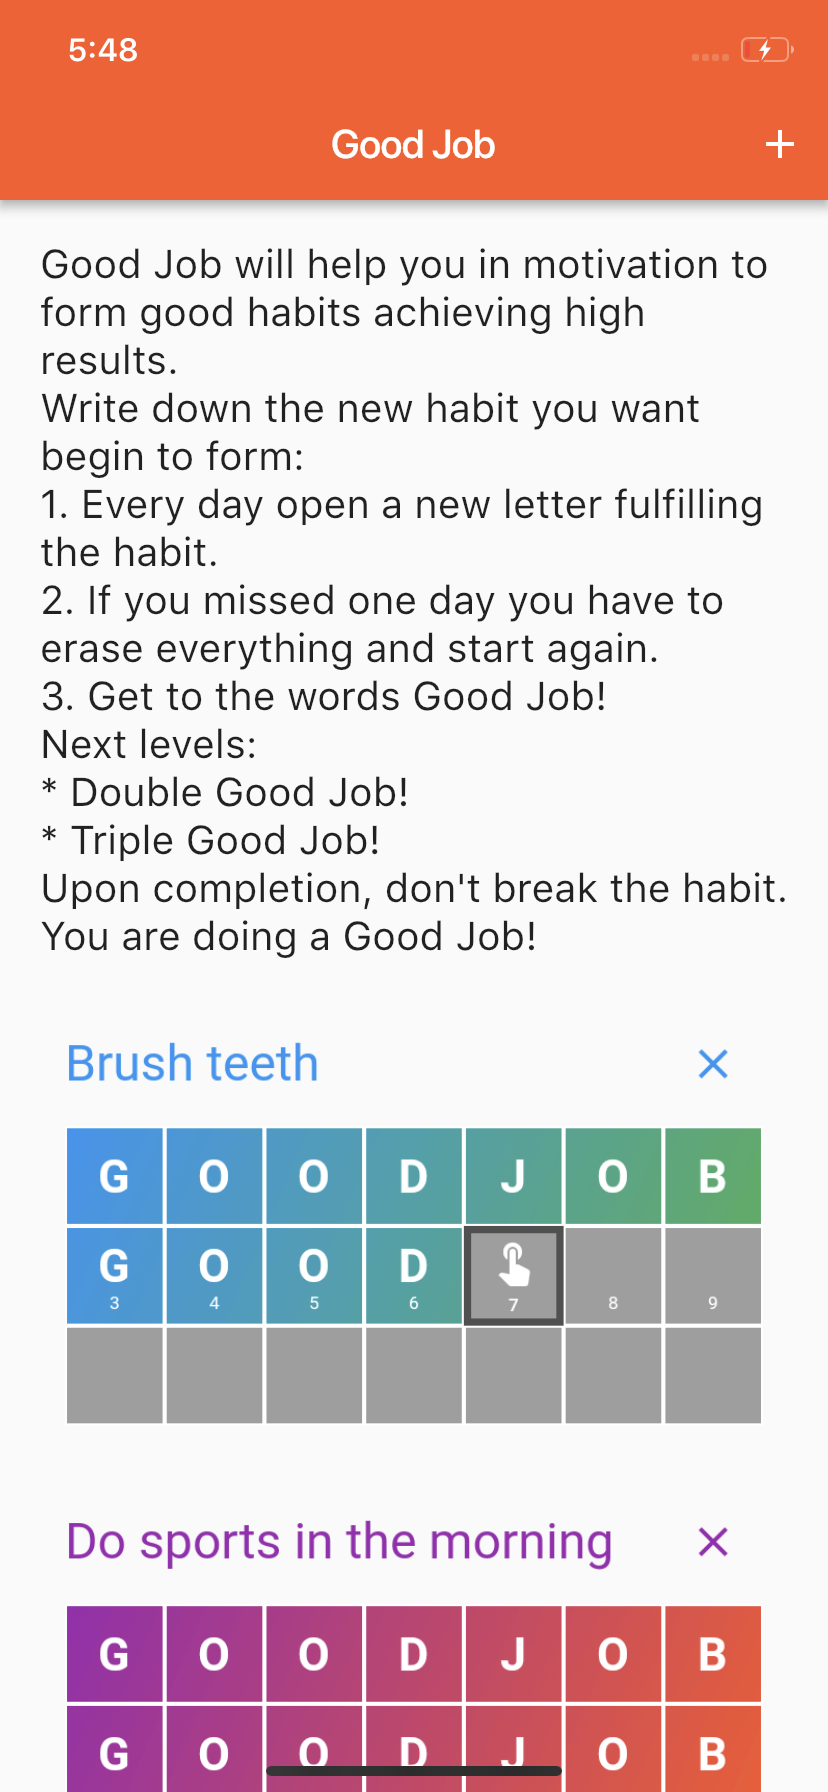 5:48
Good Job
+
Good Job will help you in motivation to
form good habits achieving high
results.
Write down the new habit you want
begin to form:
1. Every day open a new letter fulfilling
the habit.
2. If you missed one day you have to
erase everything and start again.
3. Get to the words Good Job!
Next levels:
* Double Good Job!
* Triple Good Job!
Upon completion, don't break the habit.
You are doing a Good Job!
Brush teeth
G O O D J O B
G O O D
3 4 5 6 7 8 9
Do sports in the morning
G O O D J O B
G O O D J O B